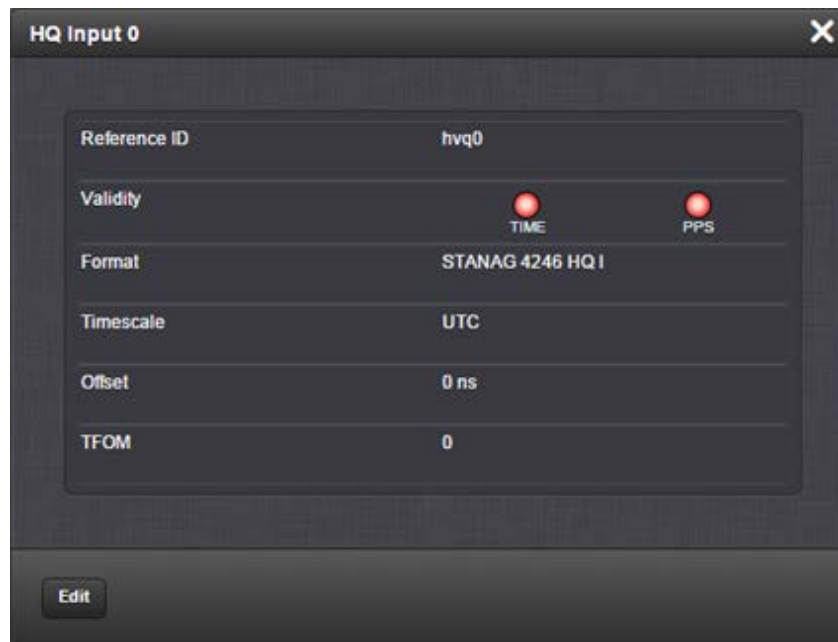 HQ Input 0
Reference ID hvq0
Validity
TIME PPS
Format STANAG 4246 HQ I
Timescale UTC
Offset 0 ns
TFOM 0
Edit